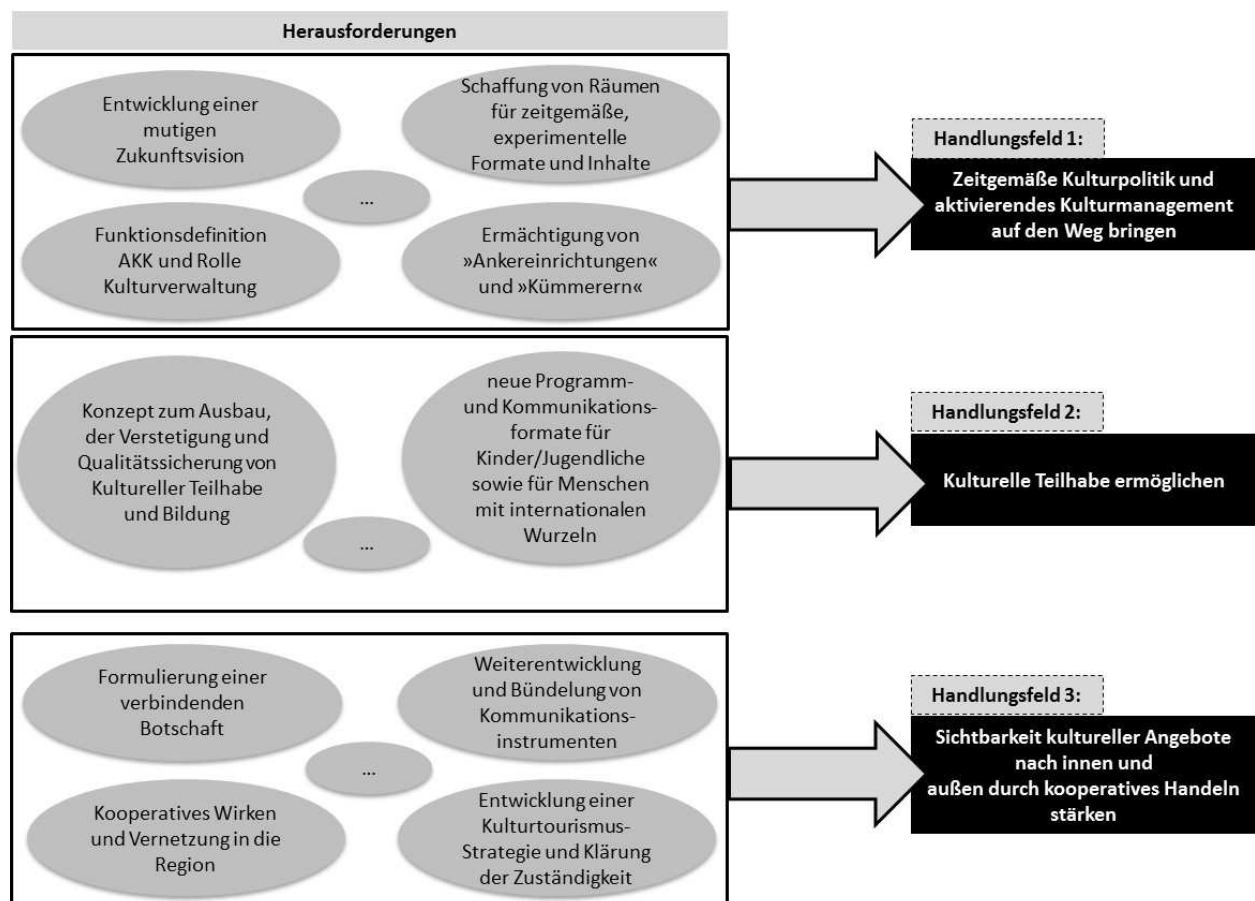 Herausforderungen
Entwicklung einer
mutigen
Zukunftsvision
Schaffung von Räumen
für zeitgemäße,
experimentelle
Formate und Inhalte
...
Funktionsdefinition
AKK und Rolle
Kulturverwaltung
Ermächtigung von
»Ankereinrichtungen«
und »Kümmerern«
Handlungsfeld 1:
Zeitgemäße Kulturpolitik und
aktivierendes Kulturmanagement
auf den Weg bringen
Konzept zum Ausbau,
der Verstetigung und
Qualitätssicherung von
Kultureller Teilhabe
und Bildung
neue Programm-
und Kommunikations-
formate für
Kinder/Jugendliche
sowie für Menschen
mit internationalen
Wurzeln
...
Handlungsfeld 2:
Kulturelle Teilhabe ermöglichen
Formulierung einer
verbindenden
Botschaft
Weiterentwicklung
und Bündelung von
Kommunikations-
instrumenten
...
Kooperatives Wirken
und Vernetzung in die
Region
Entwicklung einer
Kulturtourismus-
Strategie und Klärung
der Zuständigkeit
Handlungsfeld 3:
Sichtbarkeit kultureller Angebote
nach innen und
außen durch kooperatives Handeln
stärken